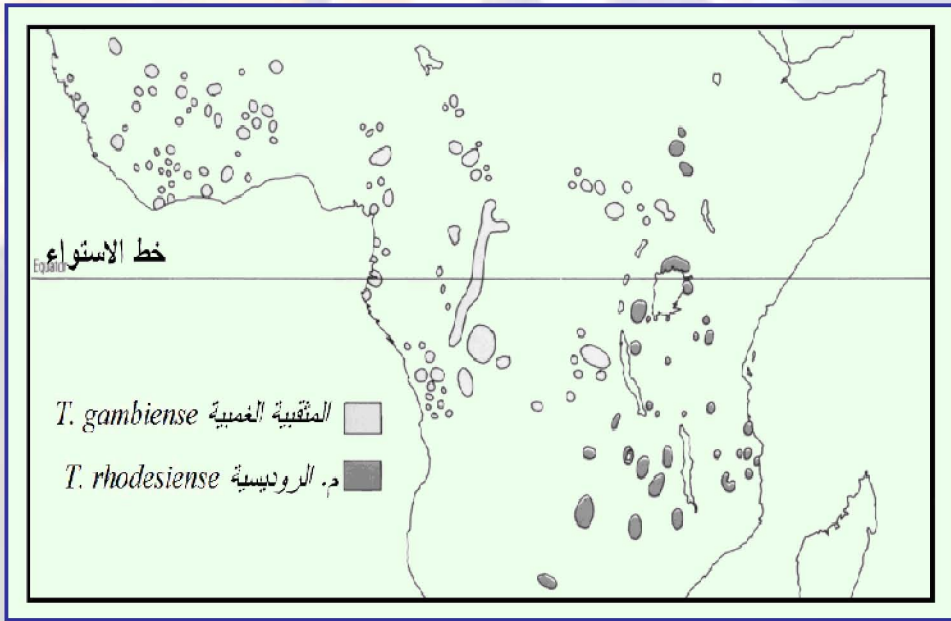 خط الاستواء
Equator
المثقبية الغمبية T. gambiense
م. الروديسية T. rhodesiense